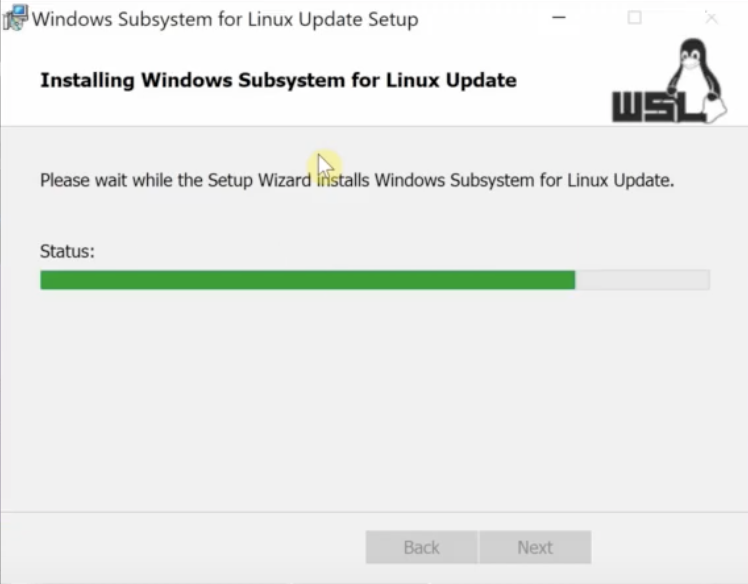 Windows Subsystem for Linux Update Setup
Installing Windows Subsystem for Linux Update
WSL
Please wait while the Setup Wizard installs Windows Subsystem for Linux Update.
Status:
Back
Next